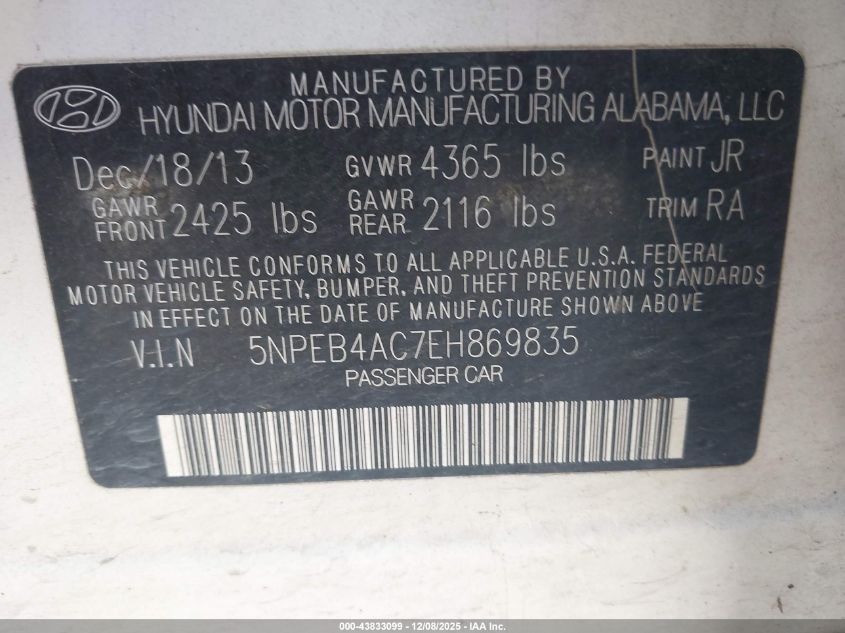 MANUFACTURED BY
HYUNDAI MOTOR MANUFACTURING ALABAMA, LLC
Dec/18/13 GVWR 4365 lbs PAINT JR
GAWR FRONT 2425 lbs GAWR REAR 2116 lbs TRIM RA
THIS VEHICLE CONFORMS TO ALL APPLICABLE U.S.A. FEDERAL
MOTOR VEHICLE SAFETY, BUMPER, AND THEFT PREVENTION STANDARDS
IN EFFECT ON THE DATE OF MANUFACTURE SHOWN ABOVE
V.I.N 5NPEB4AC7EH869835
PASSENGER CAR
000-43833099 - 12/08/2025 - IAA Inc.